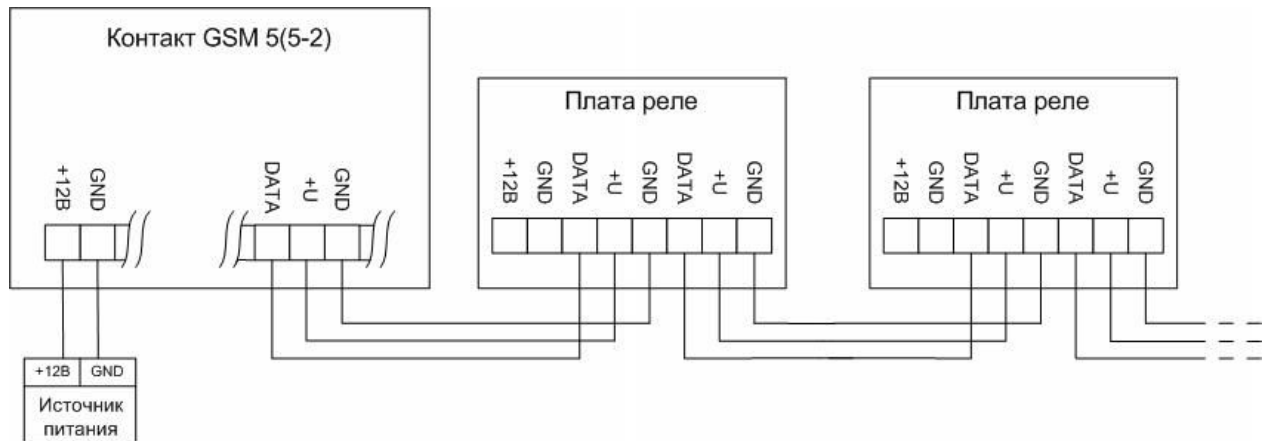 Контакт GSM 5(5-2)
Плата реле
Плата реле
+12В
GND
DATA
+U
GND
+12В
GND
DATA
+U
GND
DATA
+U
GND
+12В
GND
DATA
+U
GND
DATA
+U
GND
+12В
GND
Источник
питания